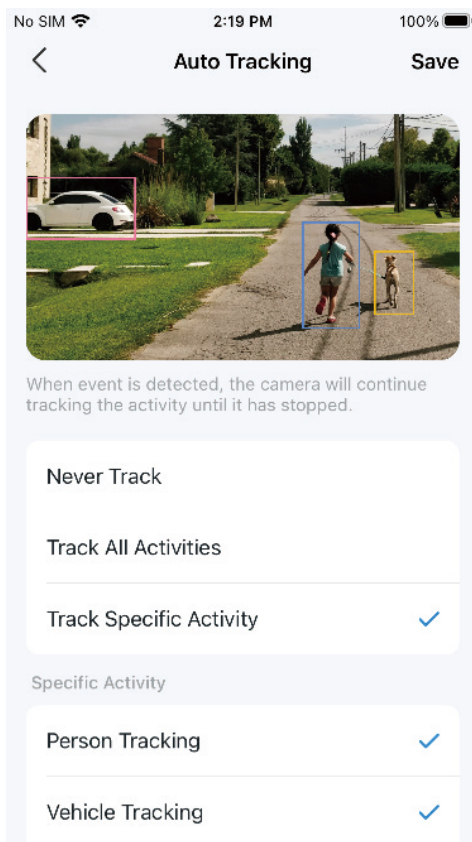 No SIM 2:19 PM 100%
Auto Tracking Save
When event is detected, the camera will continue
tracking the activity until it has stopped.
Never Track
Track All Activities
Track Specific Activity
Specific Activity
Person Tracking
Vehicle Tracking